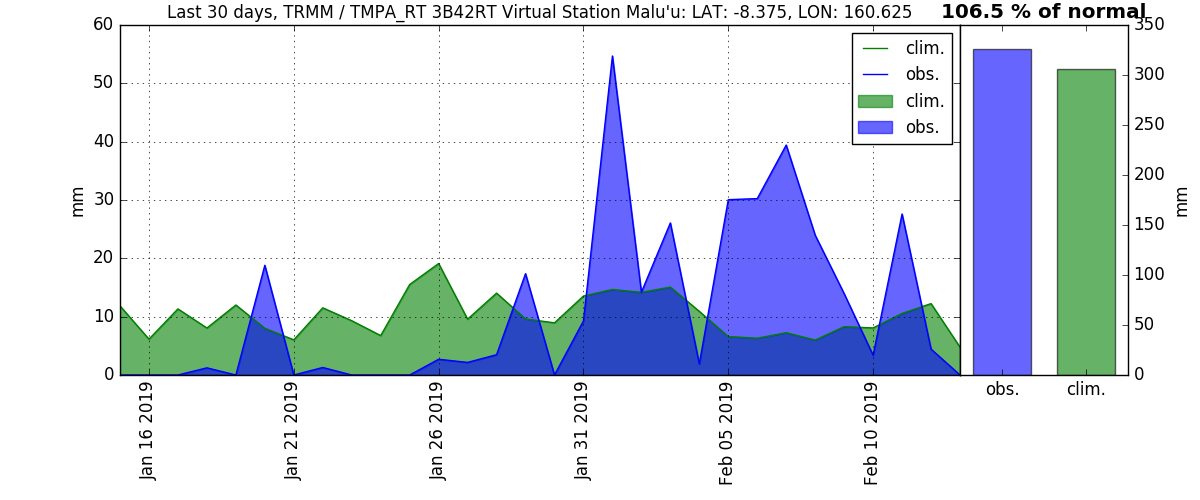 Last 30 days, TRMM / TMPA_RT 3B42RT Virtual Station Malu'u: LAT: -8.375, LON: 160.625
106.5 % of normal
60
50
40
30
20
10
0
mm
clim.
obs.
clim.
obs.
350
300
250
200
150
100
50
0
mm
obs.
clim.
Jan 16 2019
Jan 21 2019
Jan 26 2019
Jan 31 2019
Feb 05 2019
Feb 10 2019